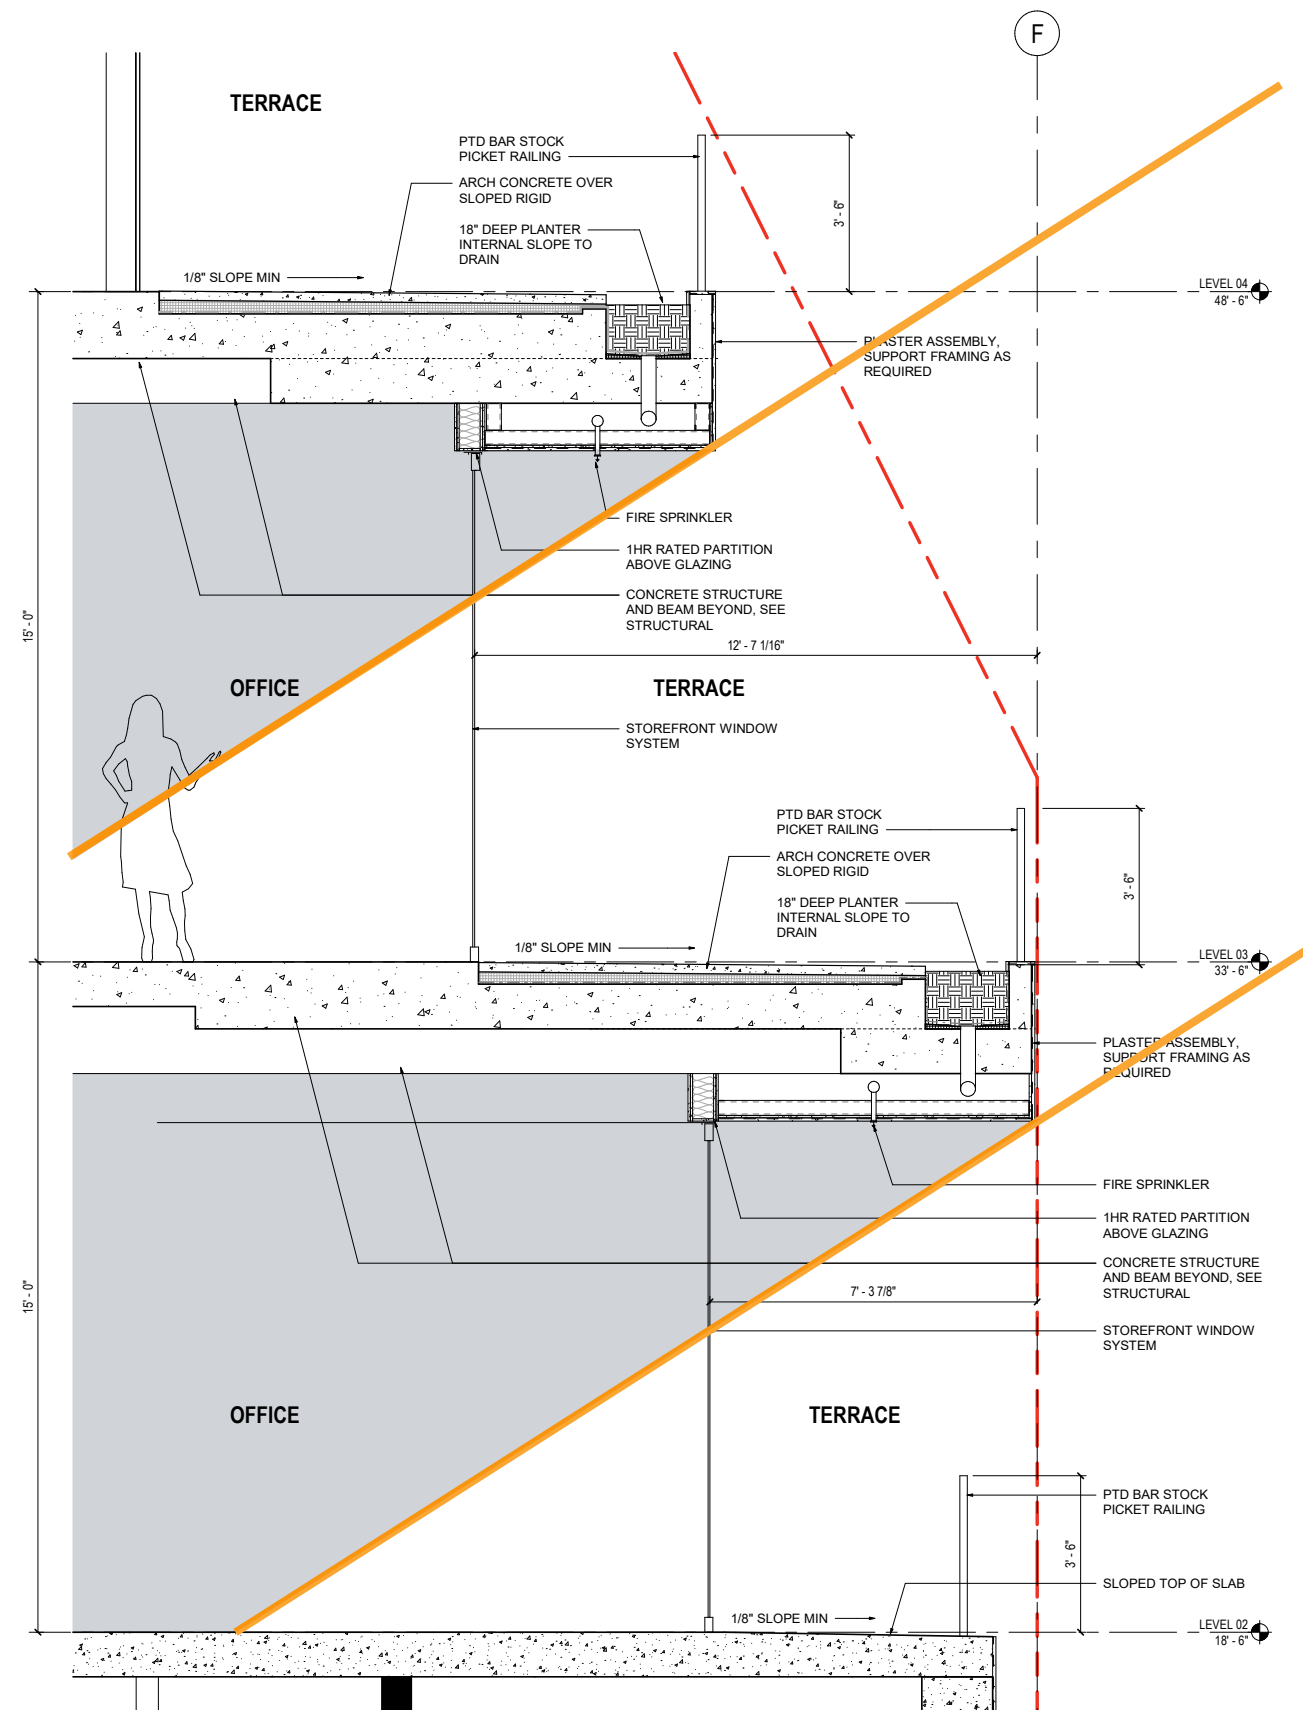 F
TERRACE
PTD BAR STOCK
PICKET RAILING
ARCH CONCRETE OVER
SLOPED RIGID
18" DEEP PLANTER
INTERNAL SLOPE TO
DRAIN
1/8" SLOPE MIN
3' - 6"
LEVEL 04
48' - 6"
PLASTER ASSEMBLY,
SUPPORT FRAMING AS
REQUIRED
FIRE SPRINKLER
1HR RATED PARTITION
ABOVE GLAZING
CONCRETE STRUCTURE
AND BEAM BEYOND, SEE
STRUCTURAL
15' - 0"
12' - 7 1/16"
OFFICE
TERRACE
STOREFRONT WINDOW
SYSTEM
PTD BAR STOCK
PICKET RAILING
ARCH CONCRETE OVER
SLOPED RIGID
18" DEEP PLANTER
INTERNAL SLOPE TO
DRAIN
1/8" SLOPE MIN
3' - 6"
LEVEL 03
33' - 6"
PLASTER ASSEMBLY,
SUPPORT FRAMING AS
REQUIRED
FIRE SPRINKLER
1HR RATED PARTITION
ABOVE GLAZING
CONCRETE STRUCTURE
AND BEAM BEYOND, SEE
STRUCTURAL
15' - 0"
7' - 3 7/8"
STOREFRONT WINDOW
SYSTEM
OFFICE
TERRACE
PTD BAR STOCK
PICKET RAILING
3' - 6"
SLOPED TOP OF SLAB
1/8" SLOPE MIN
LEVEL 02
18' - 6"